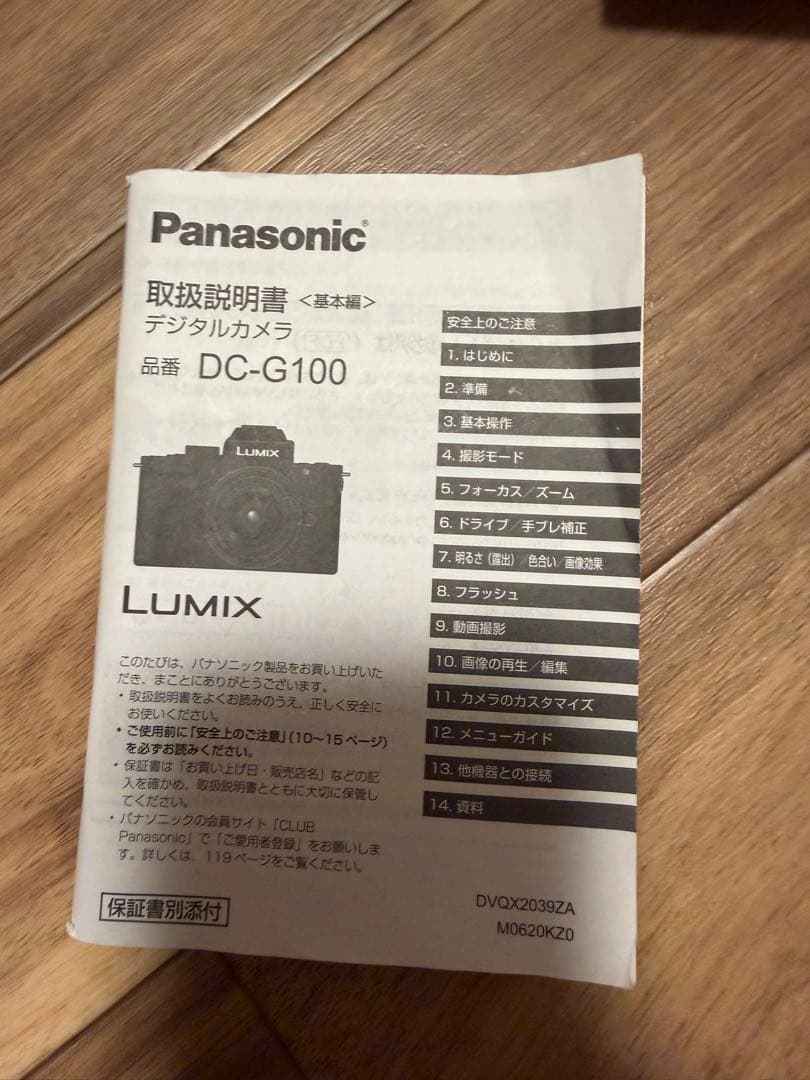 Panasonic®
取扱説明書 <基本編>
デジタルカメラ
品番 DC-G100
LUMIX
LUMIX
このたびは、パナソニック製品をお買い上げいた
だき、まことにありがとうございます。
• 取扱説明書をよくお読みのうえ、正しく安全に
お使いください。
• ご使用前に「安全上のご注意」(10～15ページ)
を必ずお読みください。
• 保証書は「お買い上げ日・販売店名」などの記
入を確かめ、取扱説明書とともに大切に保管し
てください。
• パナソニックの会員サイト「CLUB
Panasonic」で「ご愛用者登録」をお願いしま
す。詳しくは、119ページをご覧ください。
保証書別添付
安全上のご注意
1. はじめに
2. 準備
3. 基本操作
4. 撮影モード
5. フォーカス／ズーム
6. ドライブ／手ブレ補正
7. 明るさ（露出）／色合い／画像効果
8. フラッシュ
9. 動画撮影
10. 画像の再生／編集
11. カメラのカスタマイズ
12. メニューガイド
13. 他機器との接続
14. 資料
DVQX2039ZA
M0620KZ0